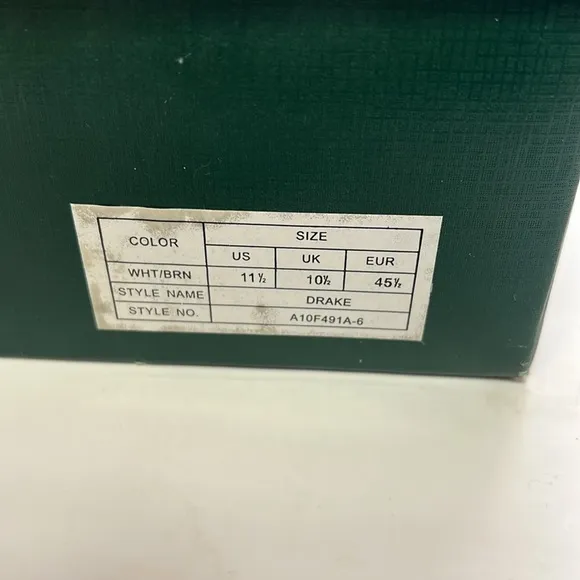 COLOR SIZE
US UK EUR
WHT/BRN 11½ 10½ 45½
STYLE NAME DRAKE
STYLE NO. A10F491A-6